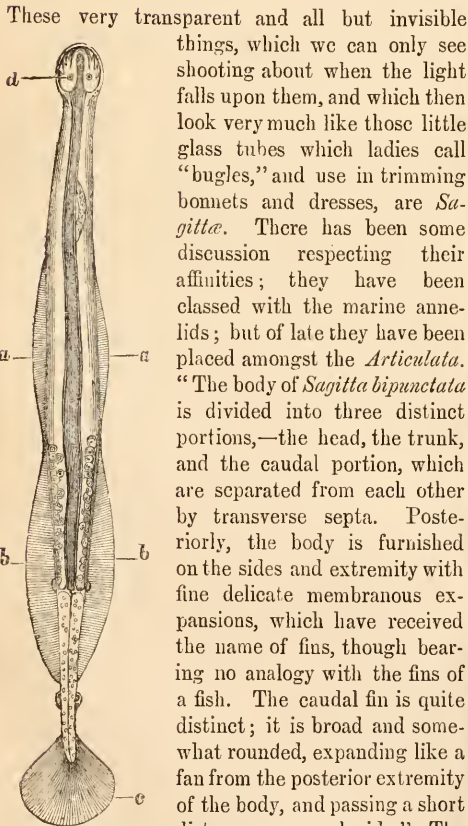 These very transparent and all but invisible
things, which we can only see
shooting about when the light
falls upon them, and which then
look very much like those little
glass tubes which ladies call
“bugles,” and use in trimming
bonnets and dresses, are Sa-
gittæ. There has been some
discussion respecting their
affinities; they have been
classed with the marine anne-
lids; but of late they have been
placed amongst the Articulata.
“The body of Sagitta bipunctata
is divided into three distinct
portions,—the head, the trunk,
and the caudal portion, which
are separated from each other
by transverse septa. Poste-
riorly, the body is furnished
on the sides and extremity with
fine delicate membranous ex-
pansions, which have received
the name of fins, though bear-
ing no analogy with the fins of
a fish. The caudal fin is quite
distinct; it is broad and some-
what rounded, expanding like a
fan from the posterior extremity
of the body, and passing a short
d
a
a
b
b
c